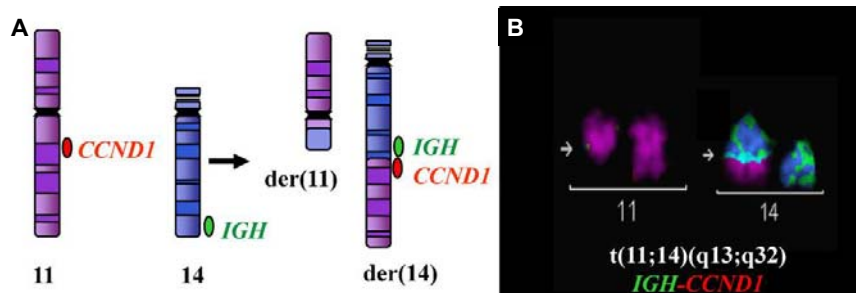 A
CCND1
IGH
11
14
der(11)
IGH
CCND1
der(14)
B
11
14
t(11;14)(q13;q32)
IGH-CCND1